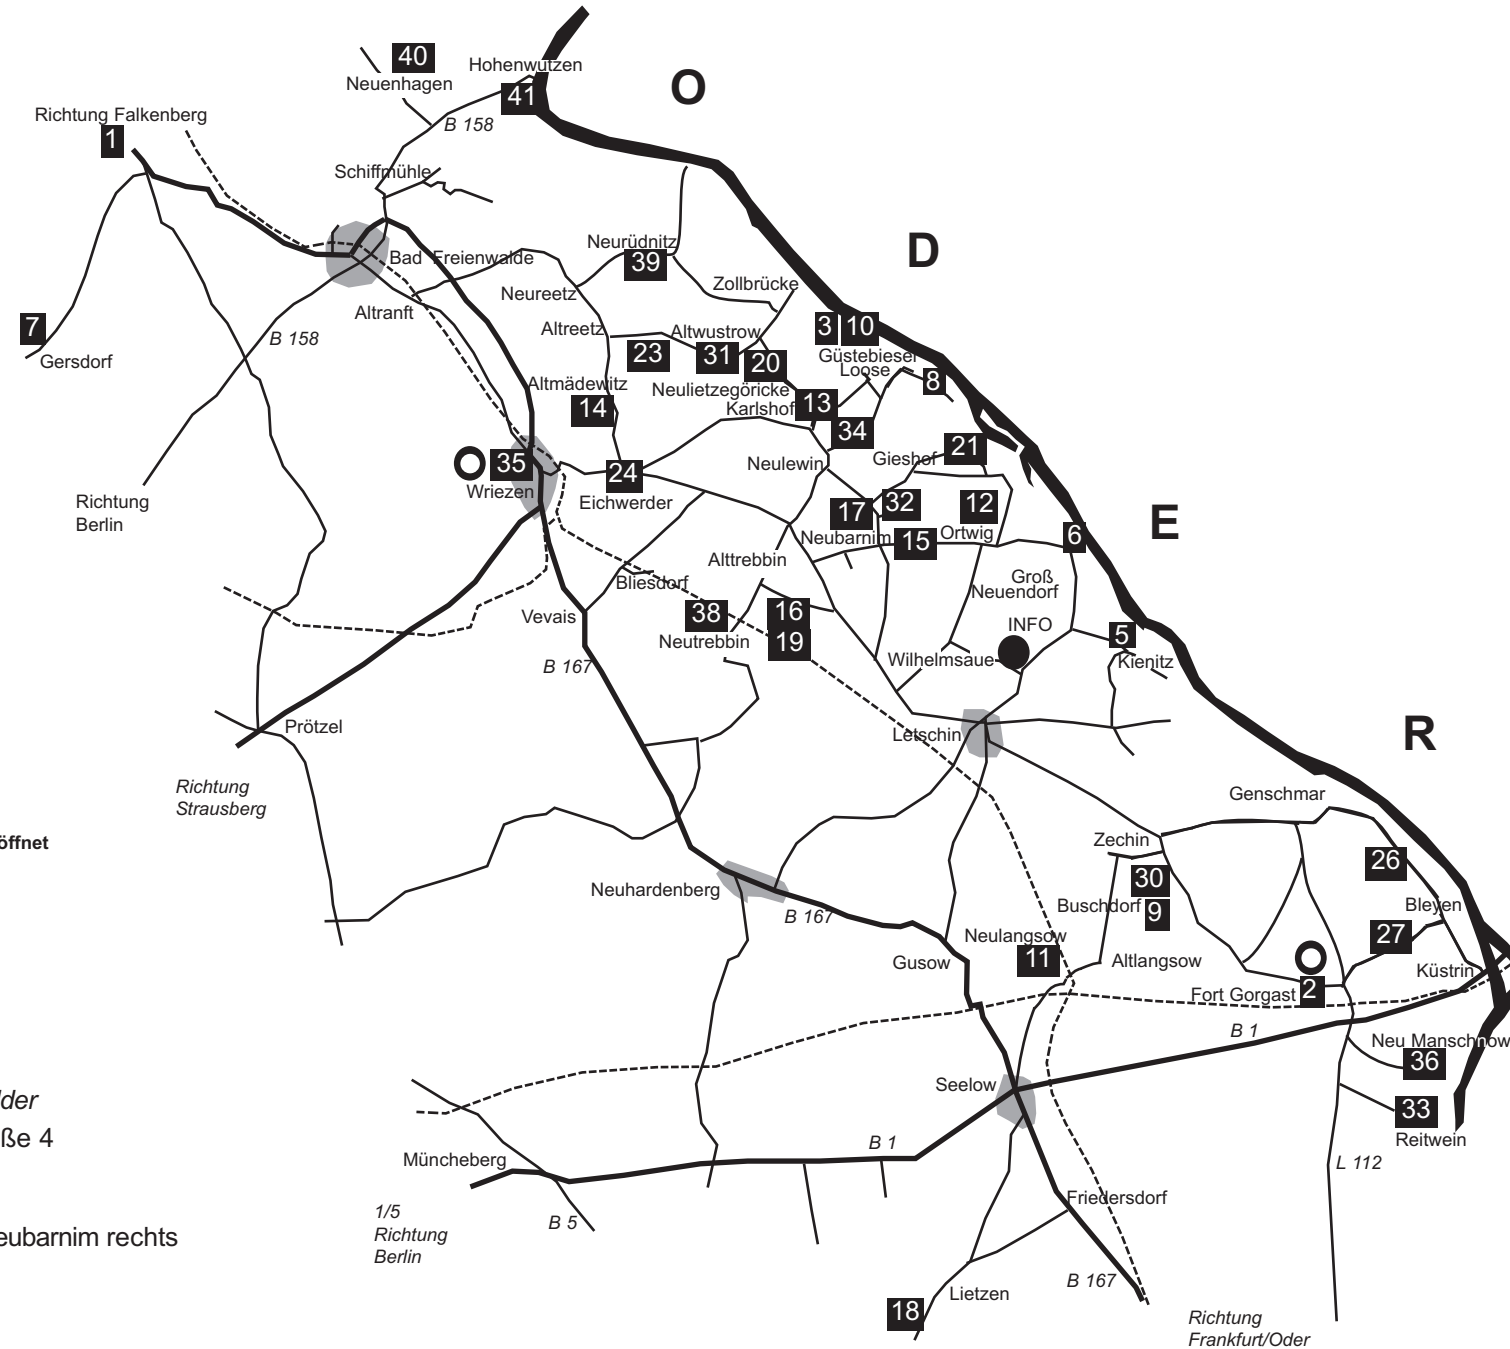 40
Neuenhagen
Hohenwutzen
41
O
Richtung Falkenberg
1
B 158
Schiffmühle
D
Neurüdnitz
39
Bad Freienwalde
Zollbrücke
Neureetz
Altranft
7
Gersdorf
B 158
Altreetz
Altwustrow
3 10
23
31
20
Güstebieser
Loose
8
Altmädewitz
14
Neulietzegöricke
Karlshof
13
34
35
Wriezen
24
Eichwerder
Neulewin
Gieshof
21
Richtung
Berlin
17
32
12
E
Neubarnim
15
Ortwig
6
Alttrebbin
Bliesdorf
Groß
Neuendorf
Vevais
38
Neutrebbin
16
19
INFO
5
Kienitz
B 167
Wilhelmsaue
Prötzel
Letschin
R
Richtung
Strausberg
Genschmar
öffnet
Zechin
26
30
Neuhardenberg
Buschdorf
9
Bleyen
B 167
Neulangsow
11
27
Gusow
Altlangsow
Küstrin
Fort Gorgast
2
B 1
Neu Manschnow
36
Seelow
lder
33
Reitwein
ße 4
B 1
Müncheberg
L 112
Friedersdorf
1/5
Richtung
Berlin
B 5
eubarnim rechts
B 167
Lietzen
18
Richtung
Frankfurt/Oder